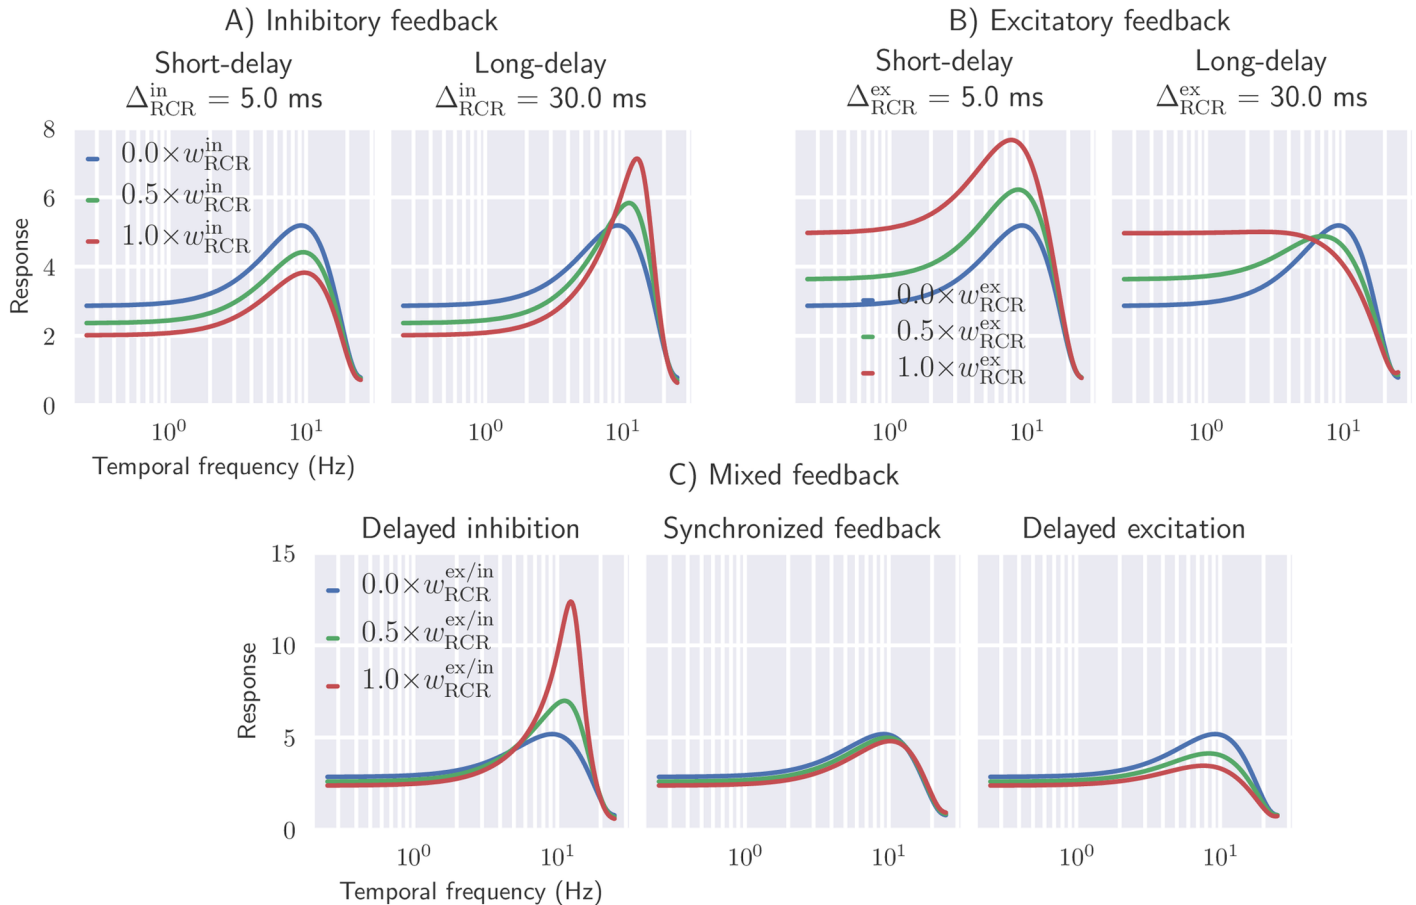 A) Inhibitory feedback
Short-delay
Δ^in_RCR = 5.0 ms
Long-delay
Δ^in_RCR = 30.0 ms
8
6
4
2
0
Response
0.0×w^in_RCR
0.5×w^in_RCR
1.0×w^in_RCR
10^0
10^1
10^0
10^1
Temporal frequency (Hz)
B) Excitatory feedback
Short-delay
Δ^ex_RCR = 5.0 ms
Long-delay
Δ^ex_RCR = 30.0 ms
0.0×w^ex_RCR
0.5×w^ex_RCR
1.0×w^ex_RCR
10^0
10^1
10^0
10^1
C) Mixed feedback
Delayed inhibition
Synchronized feedback
Delayed excitation
15
10
5
0
Response
0.0×w^ex/in_RCR
0.5×w^ex/in_RCR
1.0×w^ex/in_RCR
10^0
10^1
10^0
10^1
10^0
10^1
Temporal frequency (Hz)